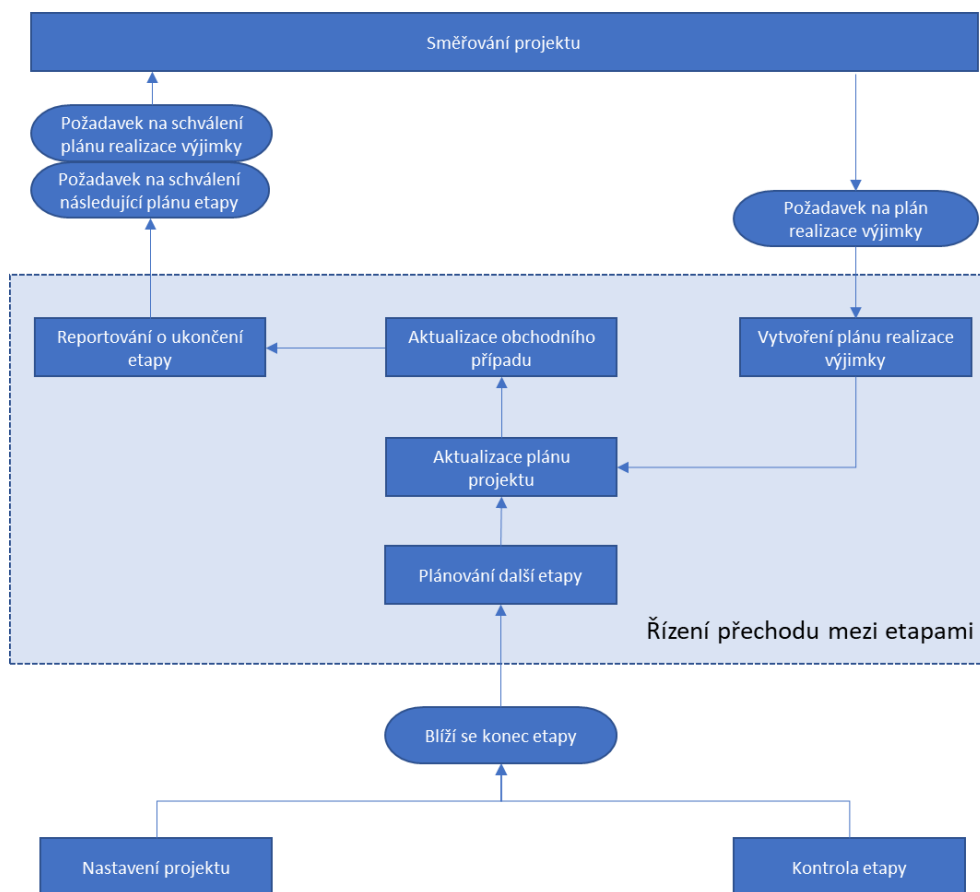 Směřování projektu
Požadavek na schválení
plánu realizace výjimky
Požadavek na schválení
následující plánu etapy
Požadavek na plán
realizace výjimky
Reportování o ukončení
etapy
Aktualizace obchodního
případu
Vytvoření plánu realizace
výjimky
Aktualizace plánu
projektu
Plánování další etapy
Řízení přechodu mezi etapami
Blíží se konec etapy
Nastavení projektu
Kontrola etapy